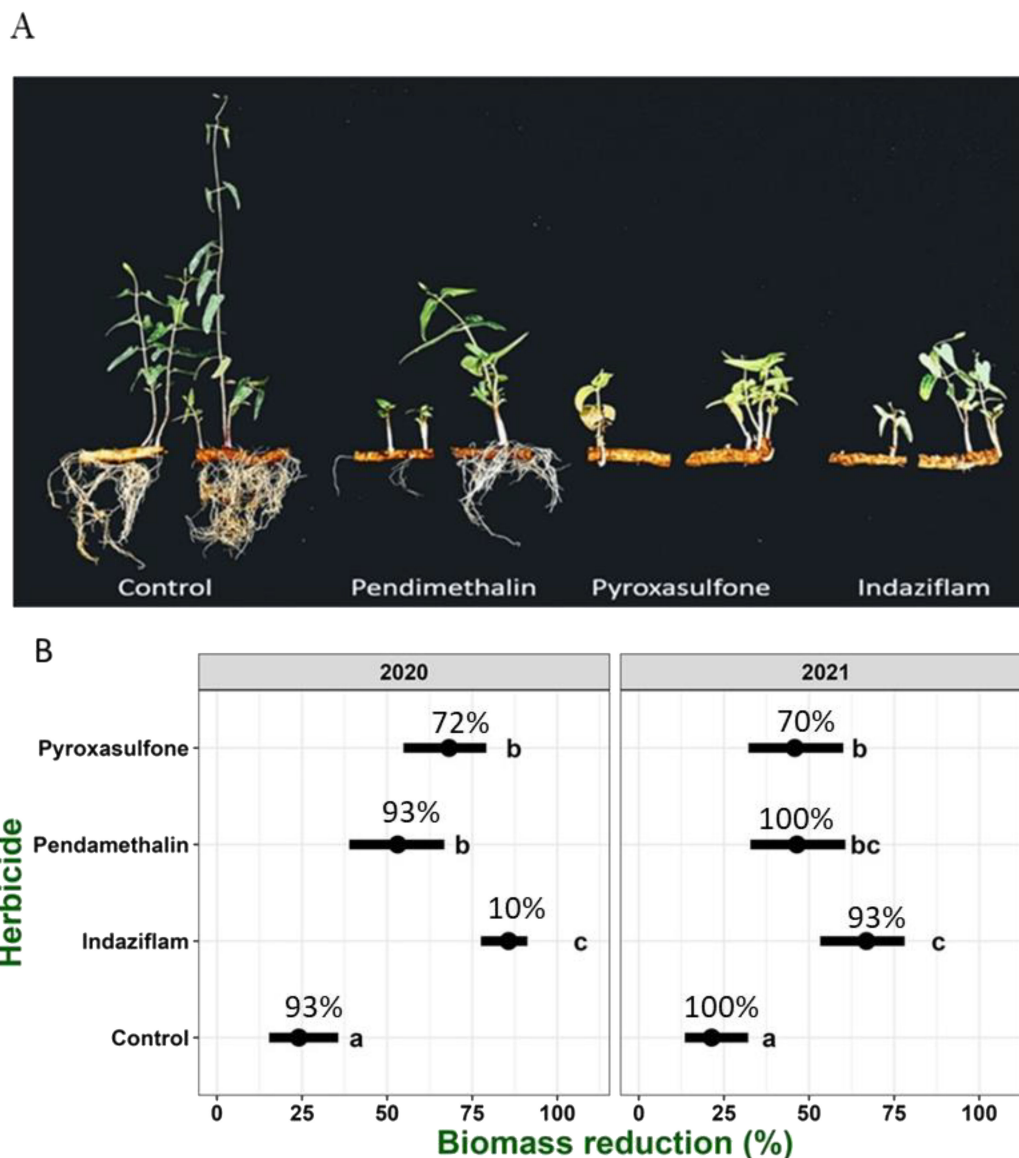 A
Control Pendimethalin Pyroxasulfone Indaziflam
B
2020 2021
Herbicide
Pyroxasulfone 72% b 70% b
Pendamethalin 93% b 100% bc
Indaziflam 10% c 93% c
Control 93% a 100% a
0 25 50 75 100 0 25 50 75 100
Biomass reduction (%)